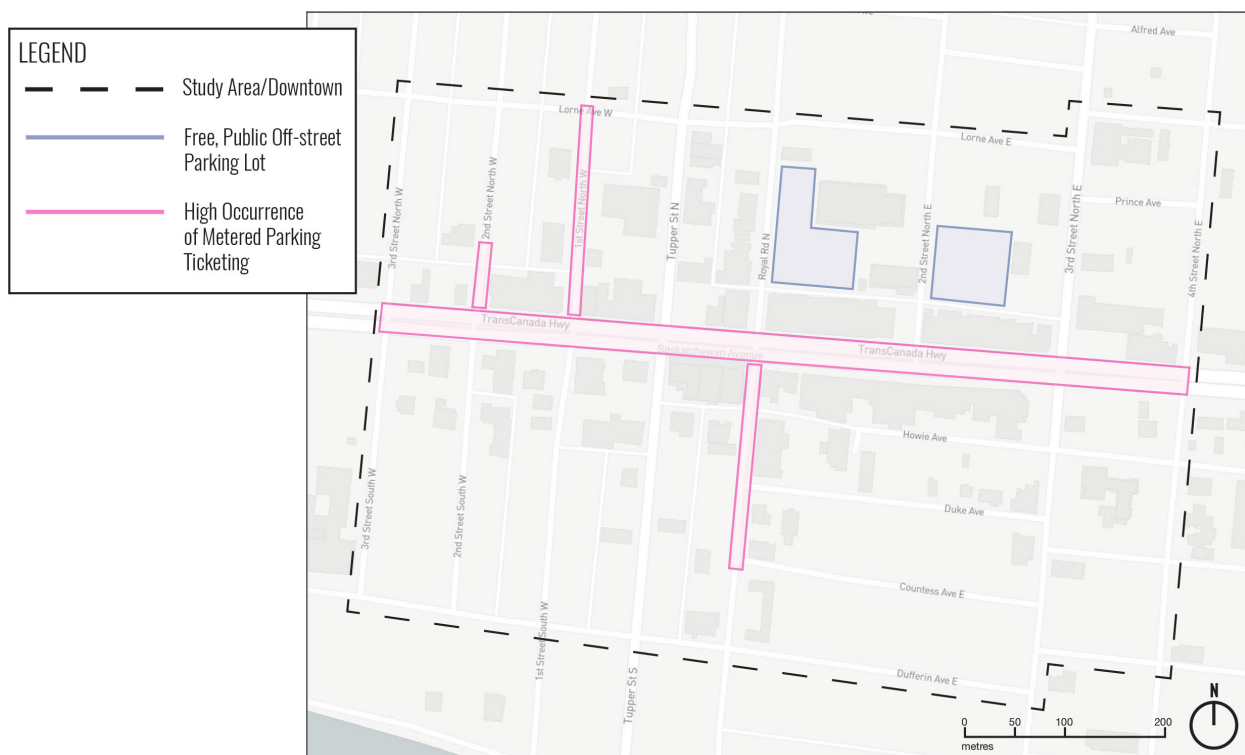 LEGEND
Study Area/Downtown
Free, Public Off-street
Parking Lot
High Occurrence
of Metered Parking
Ticketing
Ave
Alfred Ave
Lorne Ave W
Lorne Ave E
Prince Ave
3rd Street North W
2nd Street North W
1st Street North W
Tupper St N
Royal Rd N
2nd Street North E
3rd Street North E
4th Street North E
TransCanada Hwy
Saskatchewan Avenue
TransCanada Hwy
Howie Ave
Duke Ave
Countess Ave E
Dufferin Ave E
3rd Street South W
2nd Street South W
1st Street South W
Tupper St S
N
0 50 100 200
metres